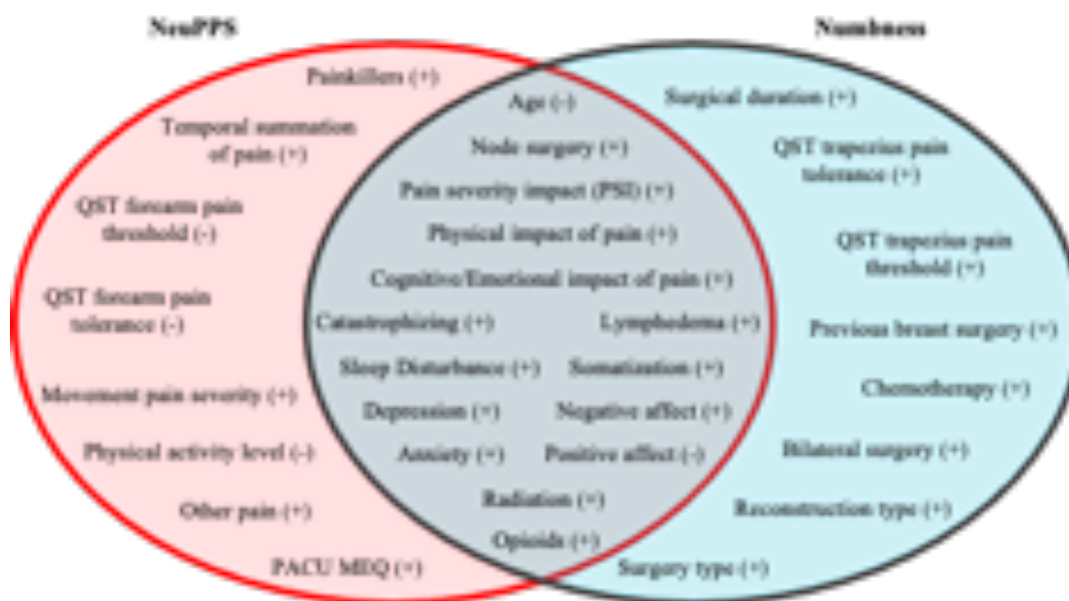 NeuPPS
Numbness
Painkillers (+)
Temporal summation
of pain (+)
QST forearm pain
threshold (-)
QST forearm pain
tolerance (-)
Movement pain severity (+)
Physical activity level (-)
Other pain (+)
PACU MEQ (+)
Age (-)
Node surgery (+)
Pain severity impact (PSI) (+)
Physical impact of pain (+)
Cognitive/Emotional impact of pain (+)
Catastrophizing (+)
Lymphedema (+)
Sleep Disturbance (+)
Somatization (+)
Depression (+)
Negative affect (+)
Anxiety (+)
Positive affect (-)
Radiation (+)
Opioids (+)
Surgical duration (+)
QST trapezius pain
tolerance (+)
QST trapezius pain
threshold (+)
Previous breast surgery (+)
Chemotherapy (+)
Bilateral surgery (+)
Reconstruction type (+)
Surgery type (+)